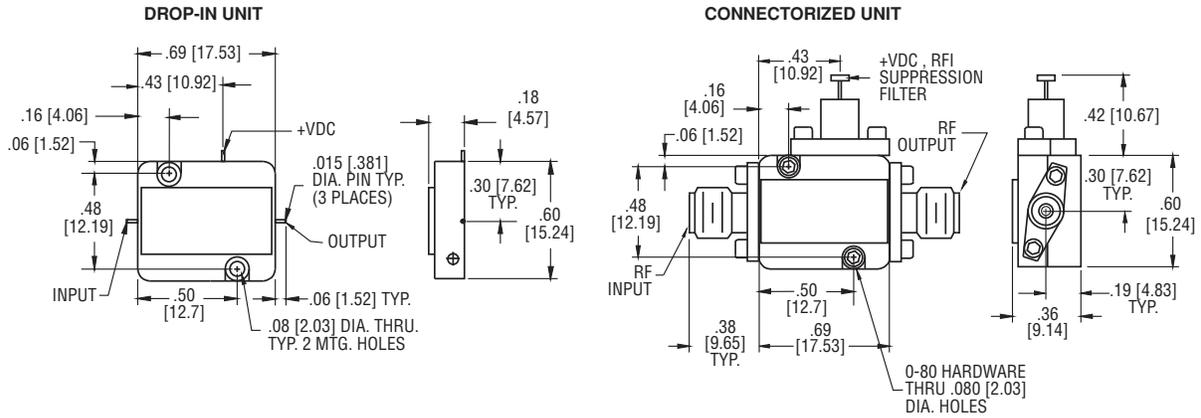 DROP-IN UNIT
.69 [17.53]
.43 [10.92]
.16 [4.06]
.06 [1.52]
+VDC
.015 [.381]
DIA. PIN TYP.
(3 PLACES)
.48
[12.19]
OUTPUT
INPUT
.50
[12.7]
.06 [1.52] TYP.
.08 [2.03] DIA. THRU.
TYP. 2 MTG. HOLES
.18
[4.57]
.30 [7.62]
TYP.
.60
[15.24]
CONNECTORIZED UNIT
.43
[10.92]
+VDC , RFI
SUPPRESSION
FILTER
.16
[4.06]
.06 [1.52]
RF
OUTPUT
.48
[12.19]
RF
INPUT
.50
[12.7]
.38
[9.65]
TYP.
.69
[17.53]
0-80 HARDWARE
THRU .080 [2.03]
DIA. HOLES
.42 [10.67]
.30 [7.62]
TYP.
.60
[15.24]
.19 [4.83]
TYP.
.36
[9.14]